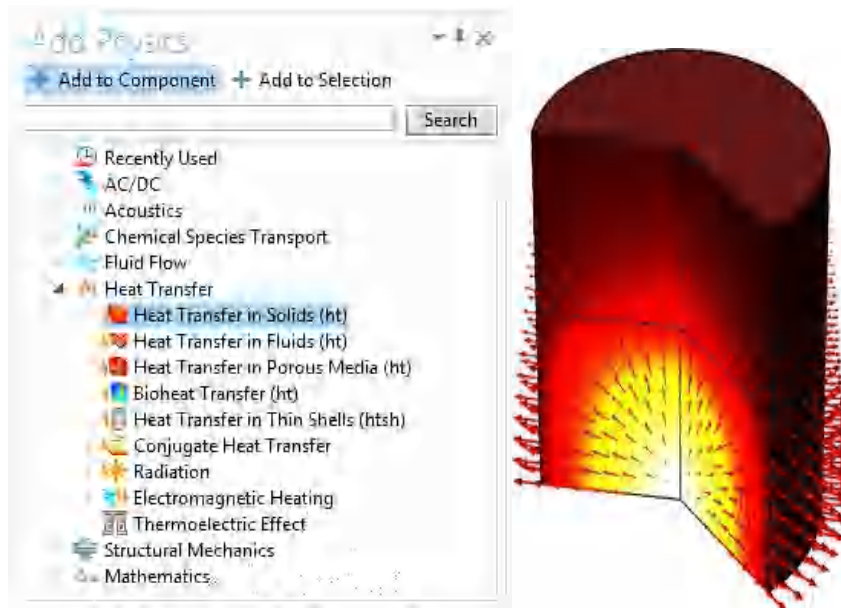 Add Physics
Add to Component Add to Selection
Search
Recently Used
AC/DC
Acoustics
Chemical Species Transport
Fluid Flow
Heat Transfer
Heat Transfer in Solids (ht)
Heat Transfer in Fluids (ht)
Heat Transfer in Porous Media (ht)
Bioheat Transfer (ht)
Heat Transfer in Thin Shells (htsh)
Conjugate Heat Transfer
Radiation
Electromagnetic Heating
Thermoelectric Effect
Structural Mechanics
Mathematics